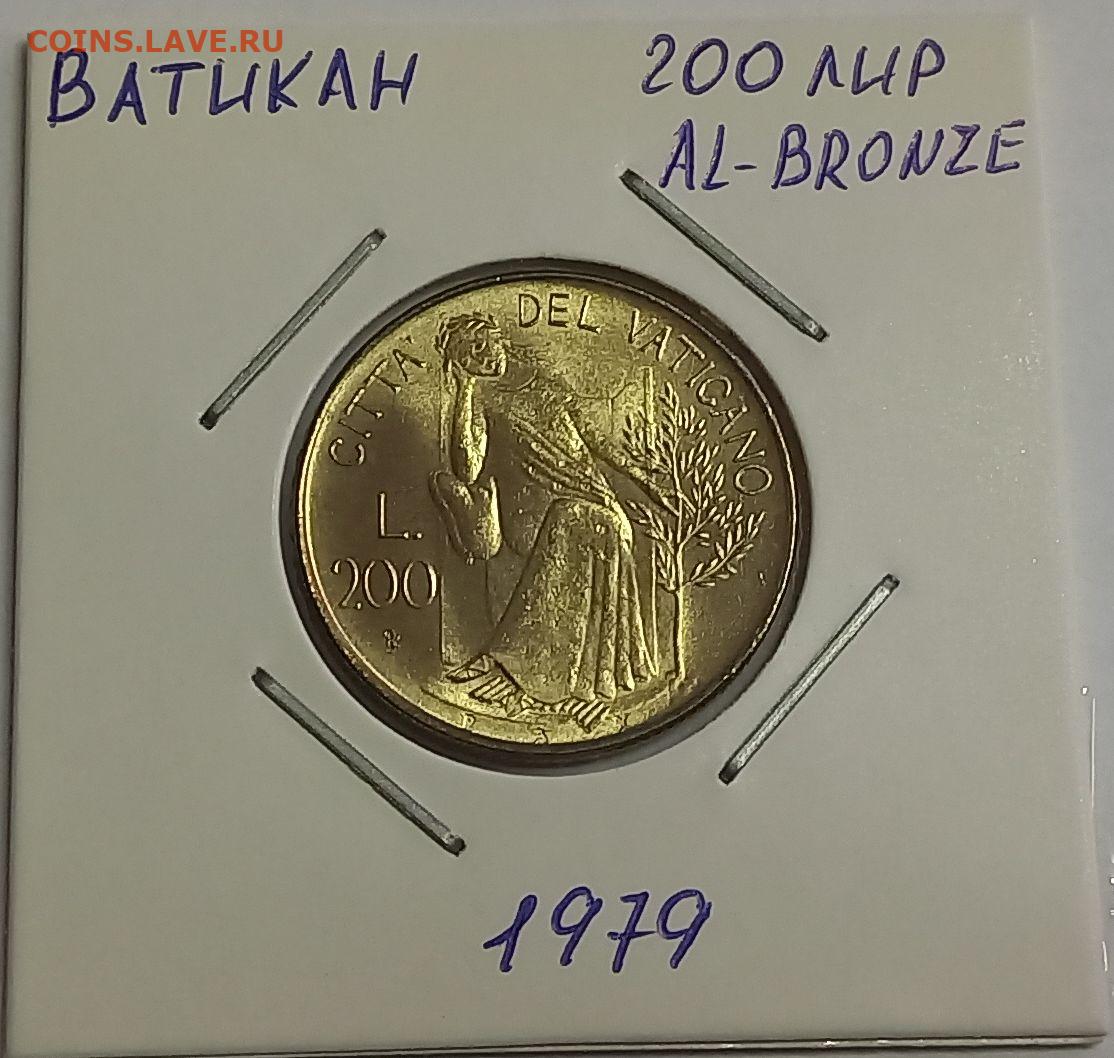 COINS.LAVE.RU
ВАТИКАН
200 ЛИР
AL-BRONZE
CITTA' DEL VATICANO
L.
200
R
1979